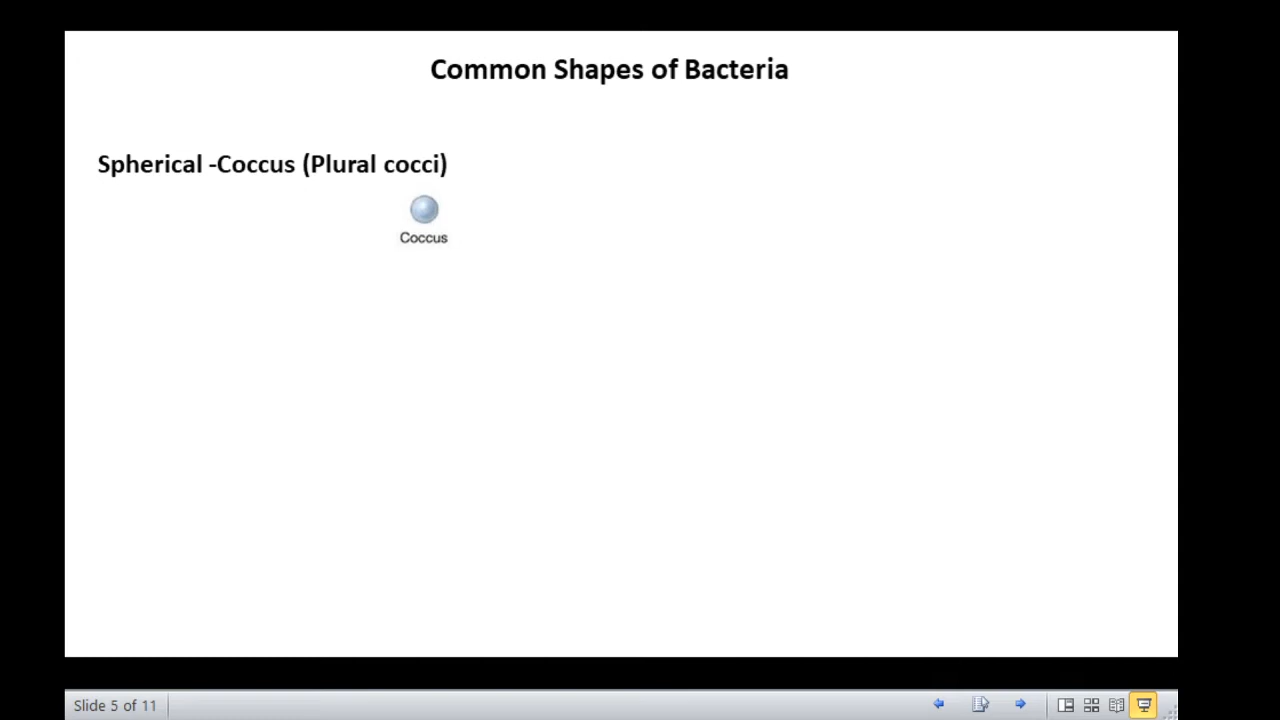 Common Shapes of Bacteria
Spherical -Coccus (Plural cocci)
Coccus
Slide 5 of 11